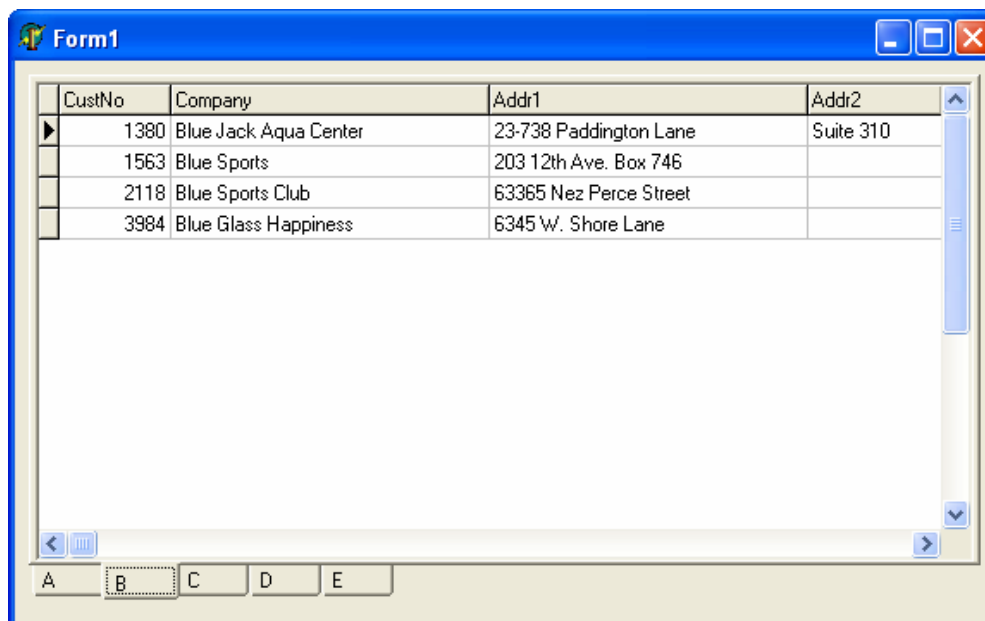 Form1
CustNo Company Addr1 Addr2
1380 Blue Jack Aqua Center 23-738 Paddington Lane Suite 310
1563 Blue Sports 203 12th Ave. Box 746
2118 Blue Sports Club 63365 Nez Perce Street
3984 Blue Glass Happiness 6345 W. Shore Lane
A B C D E